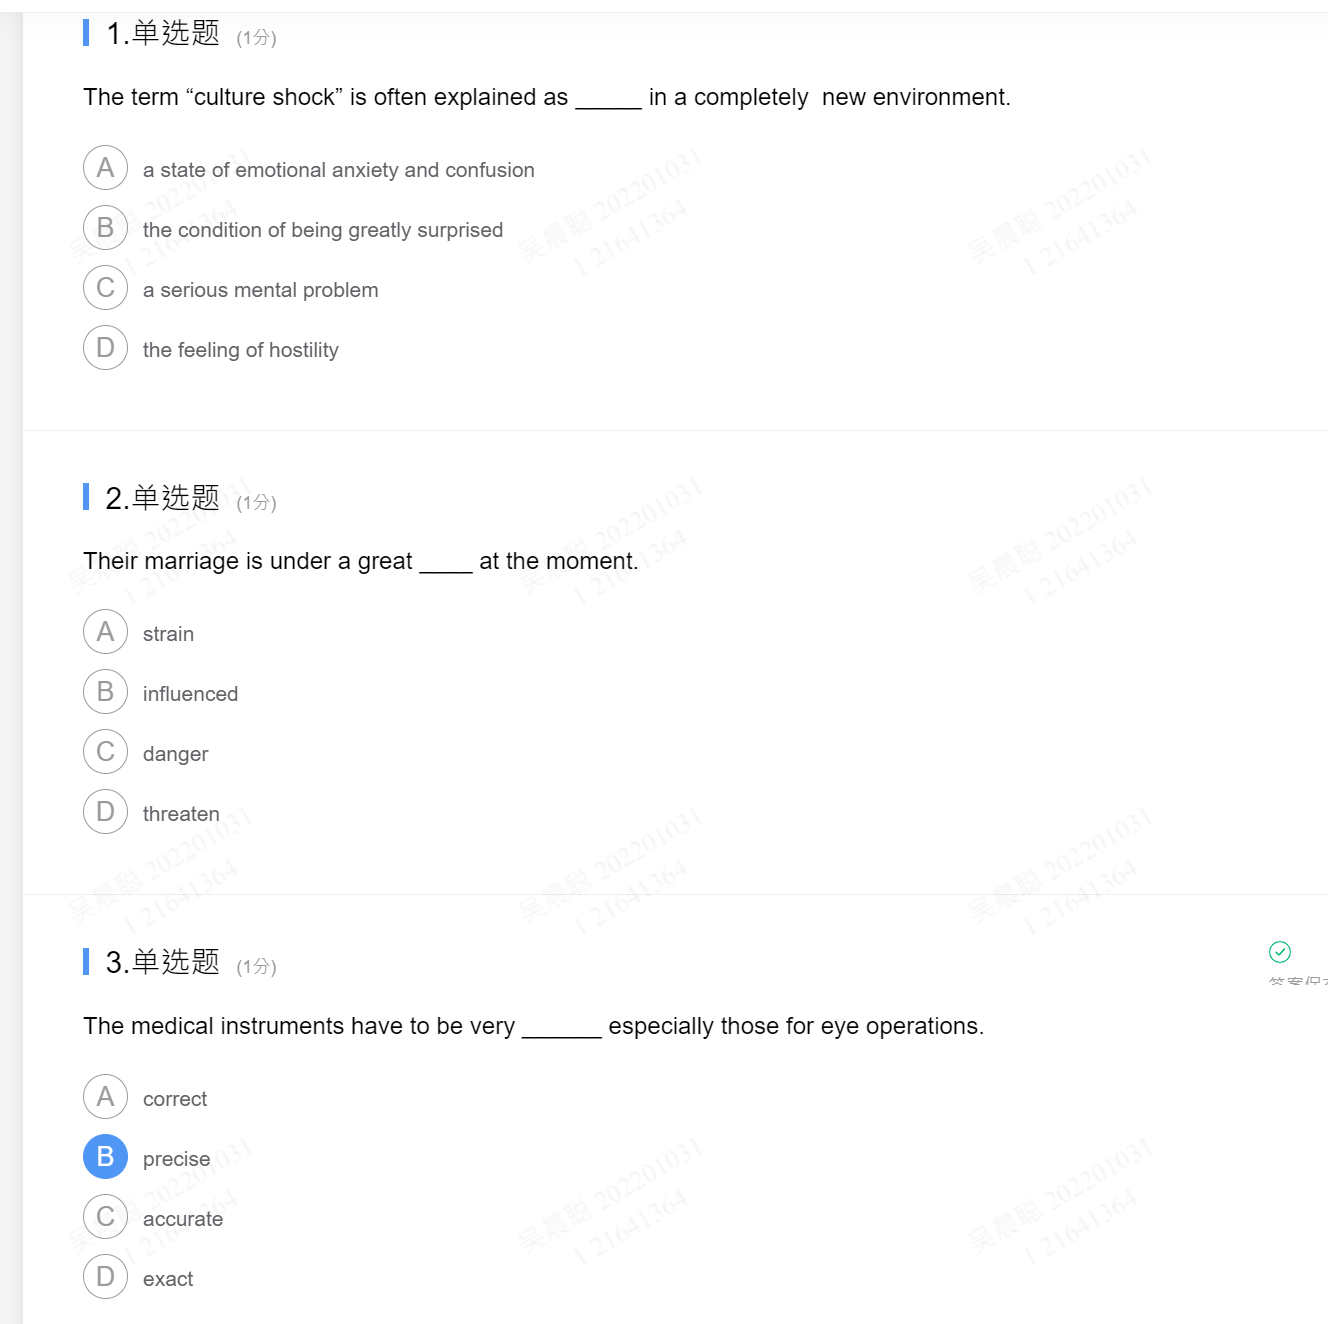 1.单选题 (1分)
The term “culture shock” is often explained as _____ in a completely  new environment.
A a state of emotional anxiety and confusion
B the condition of being greatly surprised
C a serious mental problem
D the feeling of hostility
2.单选题 (1分)
Their marriage is under a great ____ at the moment.
A strain
B influenced
C danger
D threaten
3.单选题 (1分)
The medical instruments have to be very ______ especially those for eye operations.
A correct
B precise
C accurate
D exact
吴晨聪 202201031
1 21641364